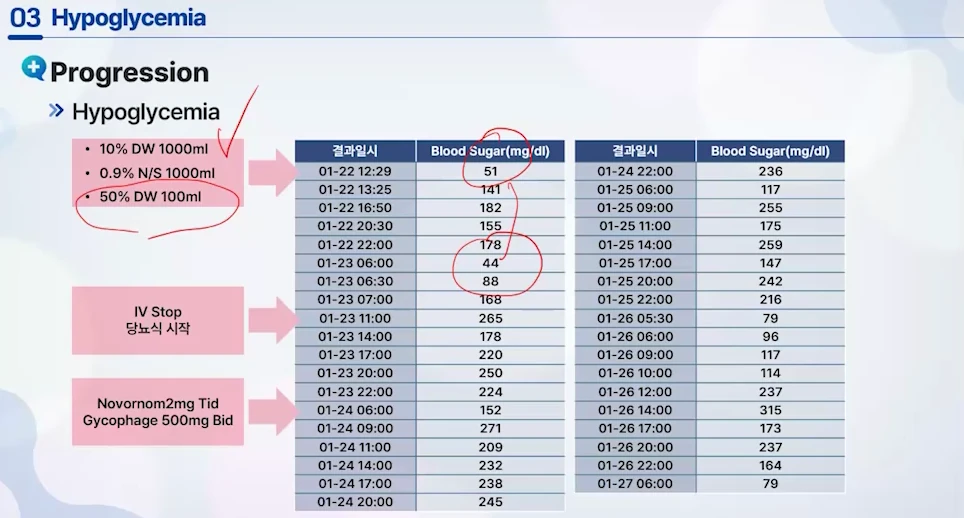 03 Hypoglycemia
Progression
Hypoglycemia
• 10% DW 1000ml
• 0.9% N/S 1000ml
• 50% DW 100ml
IV Stop
당뇨식 시작
Novornom2mg Tid
Gycophage 500mg Bid
결과일시 Blood Sugar(mg/dl)
01-22 12:29 51
01-22 13:25 141
01-22 16:50 182
01-22 20:30 155
01-22 22:00 178
01-23 06:00 44
01-23 06:30 88
01-23 07:00 168
01-23 11:00 265
01-23 14:00 178
01-23 17:00 220
01-23 20:00 250
01-23 22:00 224
01-24 06:00 152
01-24 09:00 271
01-24 11:00 209
01-24 14:00 232
01-24 17:00 238
01-24 20:00 245
결과일시 Blood Sugar(mg/dl)
01-24 22:00 236
01-25 06:00 117
01-25 09:00 255
01-25 11:00 175
01-25 14:00 259
01-25 17:00 147
01-25 20:00 242
01-25 22:00 216
01-26 05:30 79
01-26 06:00 96
01-26 09:00 117
01-26 10:00 114
01-26 12:00 237
01-26 14:00 315
01-26 17:00 173
01-26 20:00 237
01-26 22:00 164
01-27 06:00 79